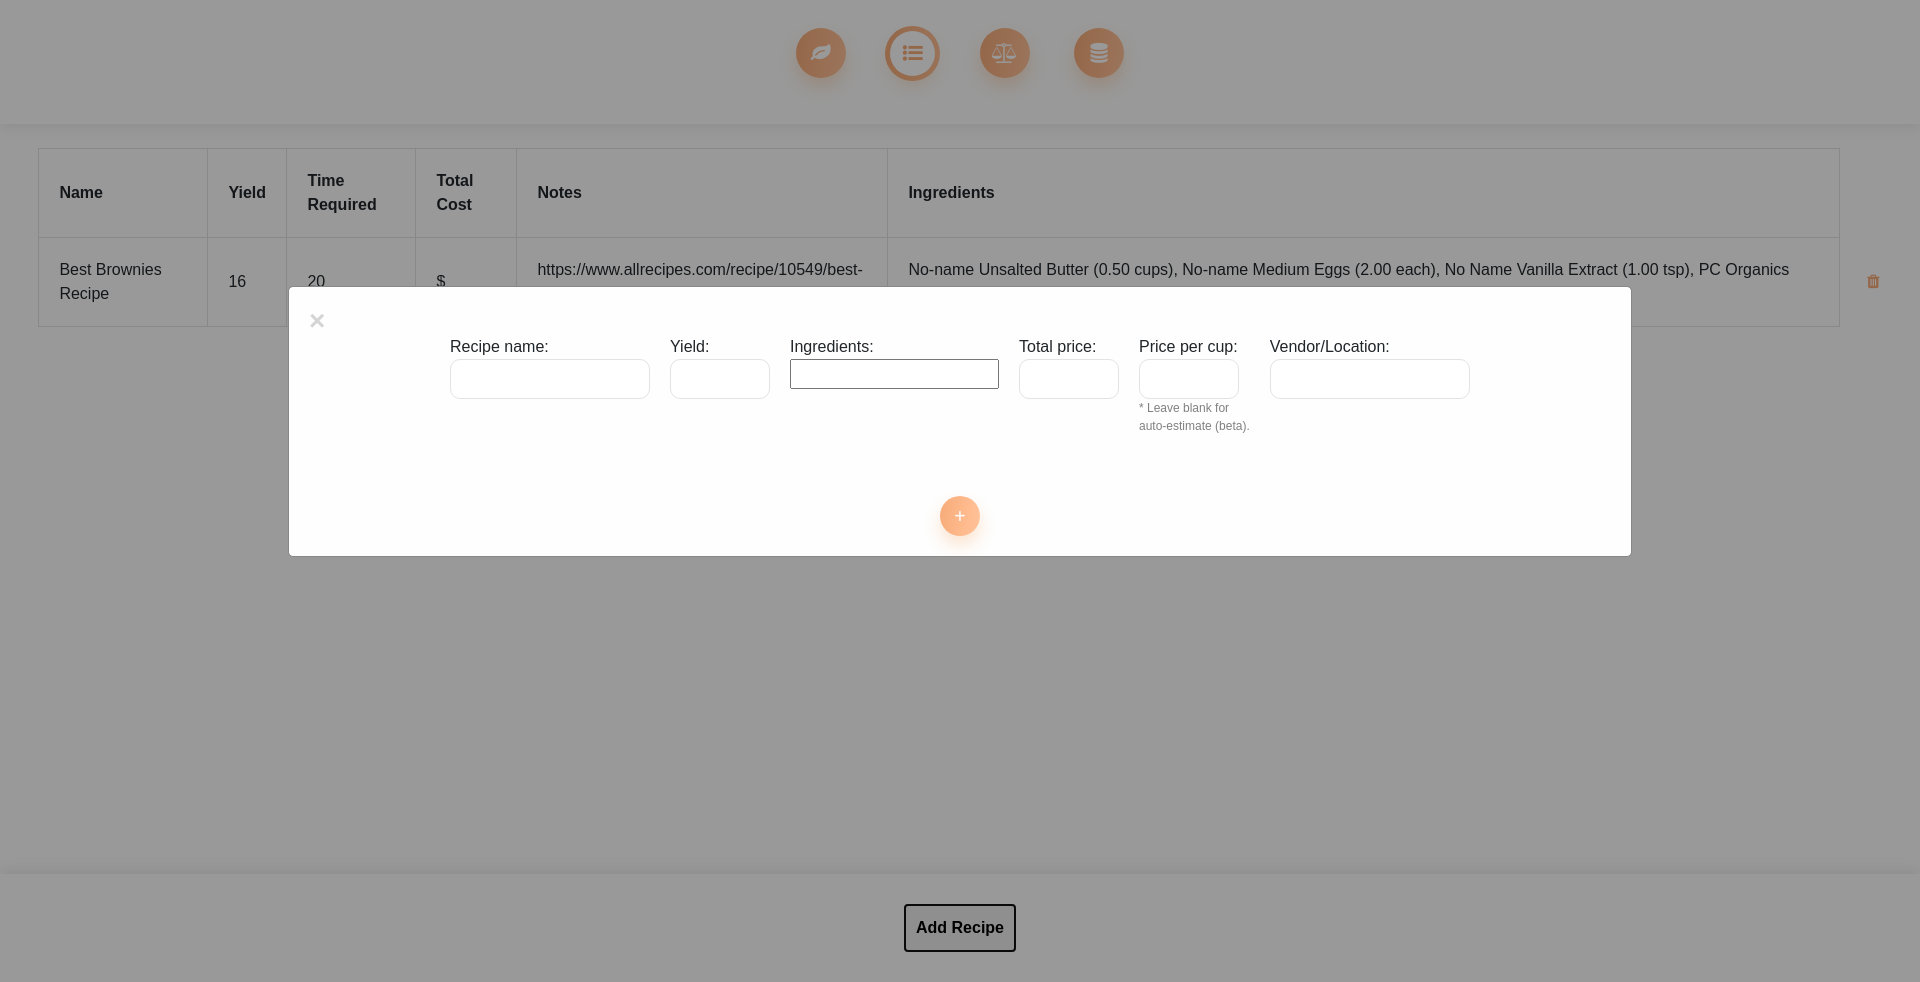 Name
Yield
Time
Required
Total
Cost
Notes
Ingredients
Best Brownies
Recipe
16
20
$
https://www.allrecipes.com/recipe/10549/best-
No-name Unsalted Butter (0.50 cups), No-name Medium Eggs (2.00 each), No Name Vanilla Extract (1.00 tsp), PC Organics
×
Recipe name:
Yield:
Ingredients:
Total price:
Price per cup:
* Leave blank for
auto-estimate (beta).
Vendor/Location:
+
Add Recipe